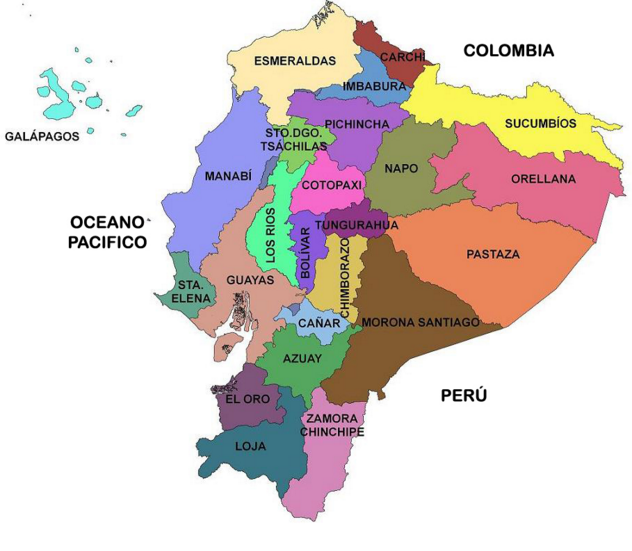 CARCHI
COLOMBIA
ESMERALDAS
IMBABURA
GALÁPAGOS
PICHINCHA
SUCUMBÍOS
STO.DGO.
TSÁCHILAS
MANABÍ
NAPO
ORELLANA
COTOPAXI
OCEANO
PACIFICO
LOS RIOS
BOLÍVAR
TUNGURAHUA
CHIMBORAZO
PASTAZA
STA.
ELENA
GUAYAS
CAÑAR
MORONA SANTIAGO
AZUAY
PERÚ
EL ORO
ZAMORA
CHINCHIPE
LOJA